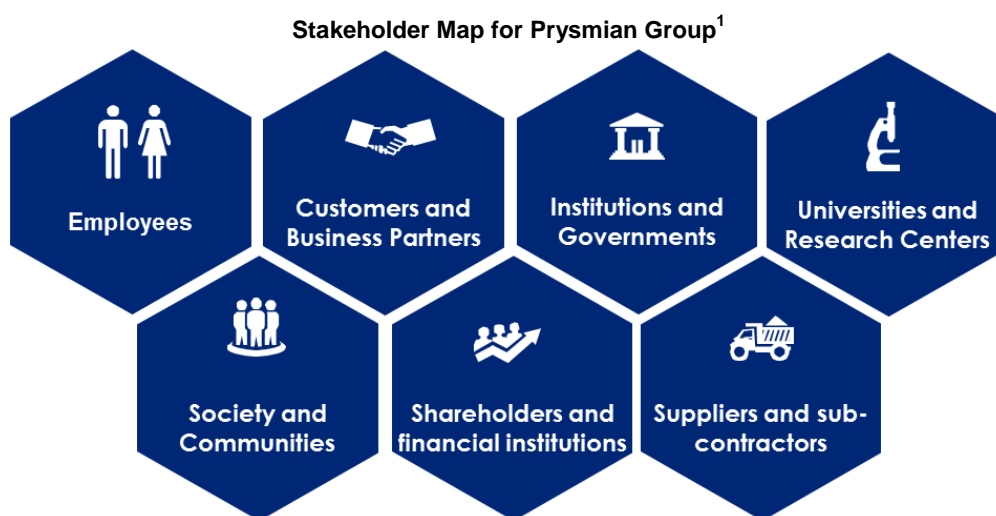 Stakeholder Map for Prysmian Group¹
Employees
Customers and
Business Partners
Institutions and
Governments
Universities and
Research Centers
Society and
Communities
Shareholders and
financial institutions
Suppliers and sub-
contractors